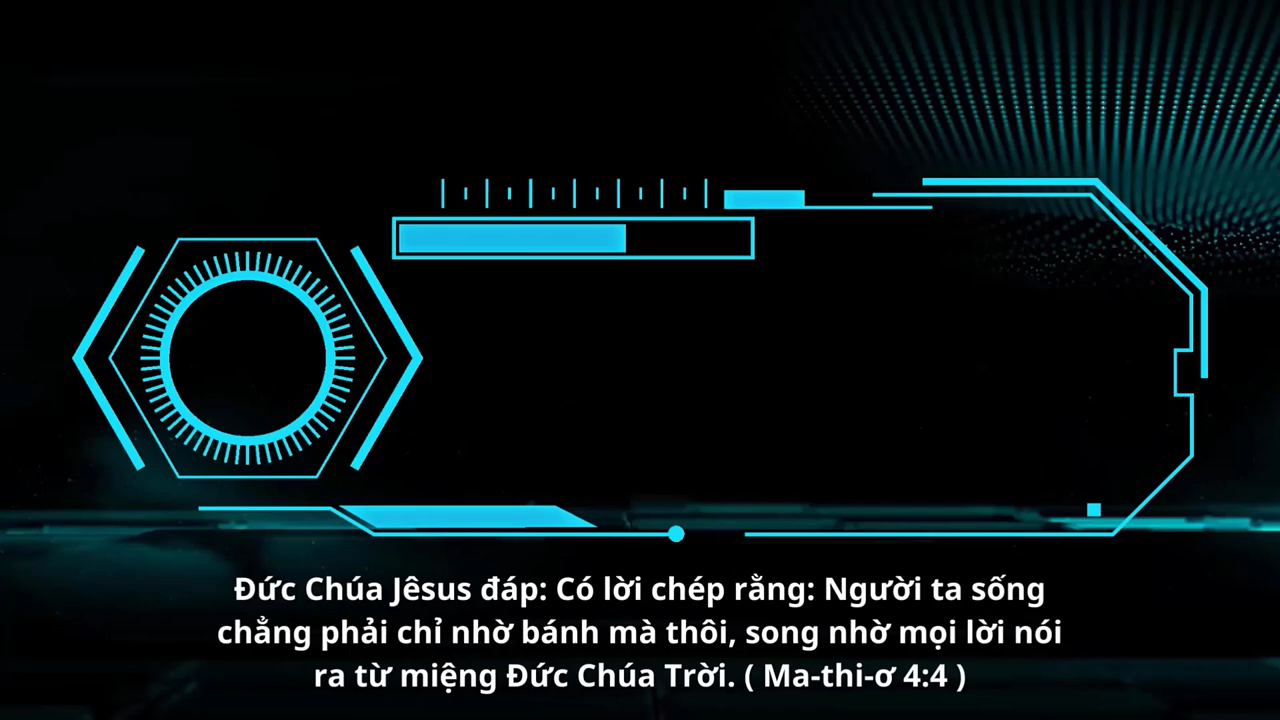 Đức Chúa Jêsus đáp: Có lời chép rằng: Người ta sống
chẳng phải chỉ nhờ bánh mà thôi, song nhờ mọi lời nói
ra từ miệng Đức Chúa Trời. ( Ma-thi-ơ 4:4 )